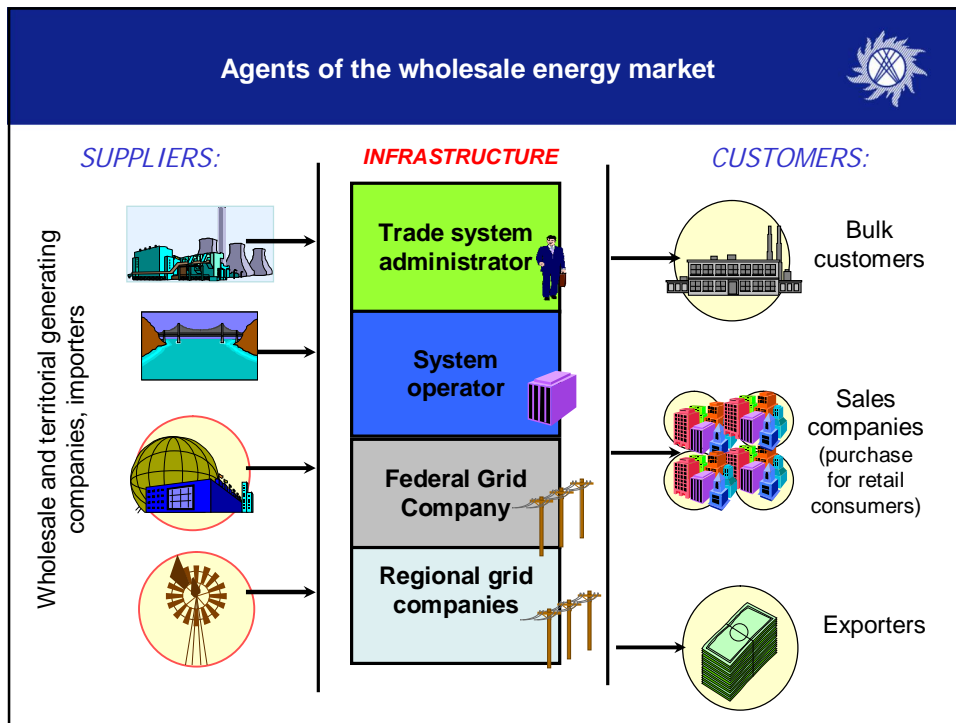 Agents of the wholesale energy market
SUPPLIERS:
Wholesale and territorial generating
companies, importers
INFRASTRUCTURE
Trade system
administrator
System
operator
Federal Grid
Company
Regional grid
companies
CUSTOMERS:
Bulk
customers
Sales
companies
(purchase
for retail
consumers)
Exporters